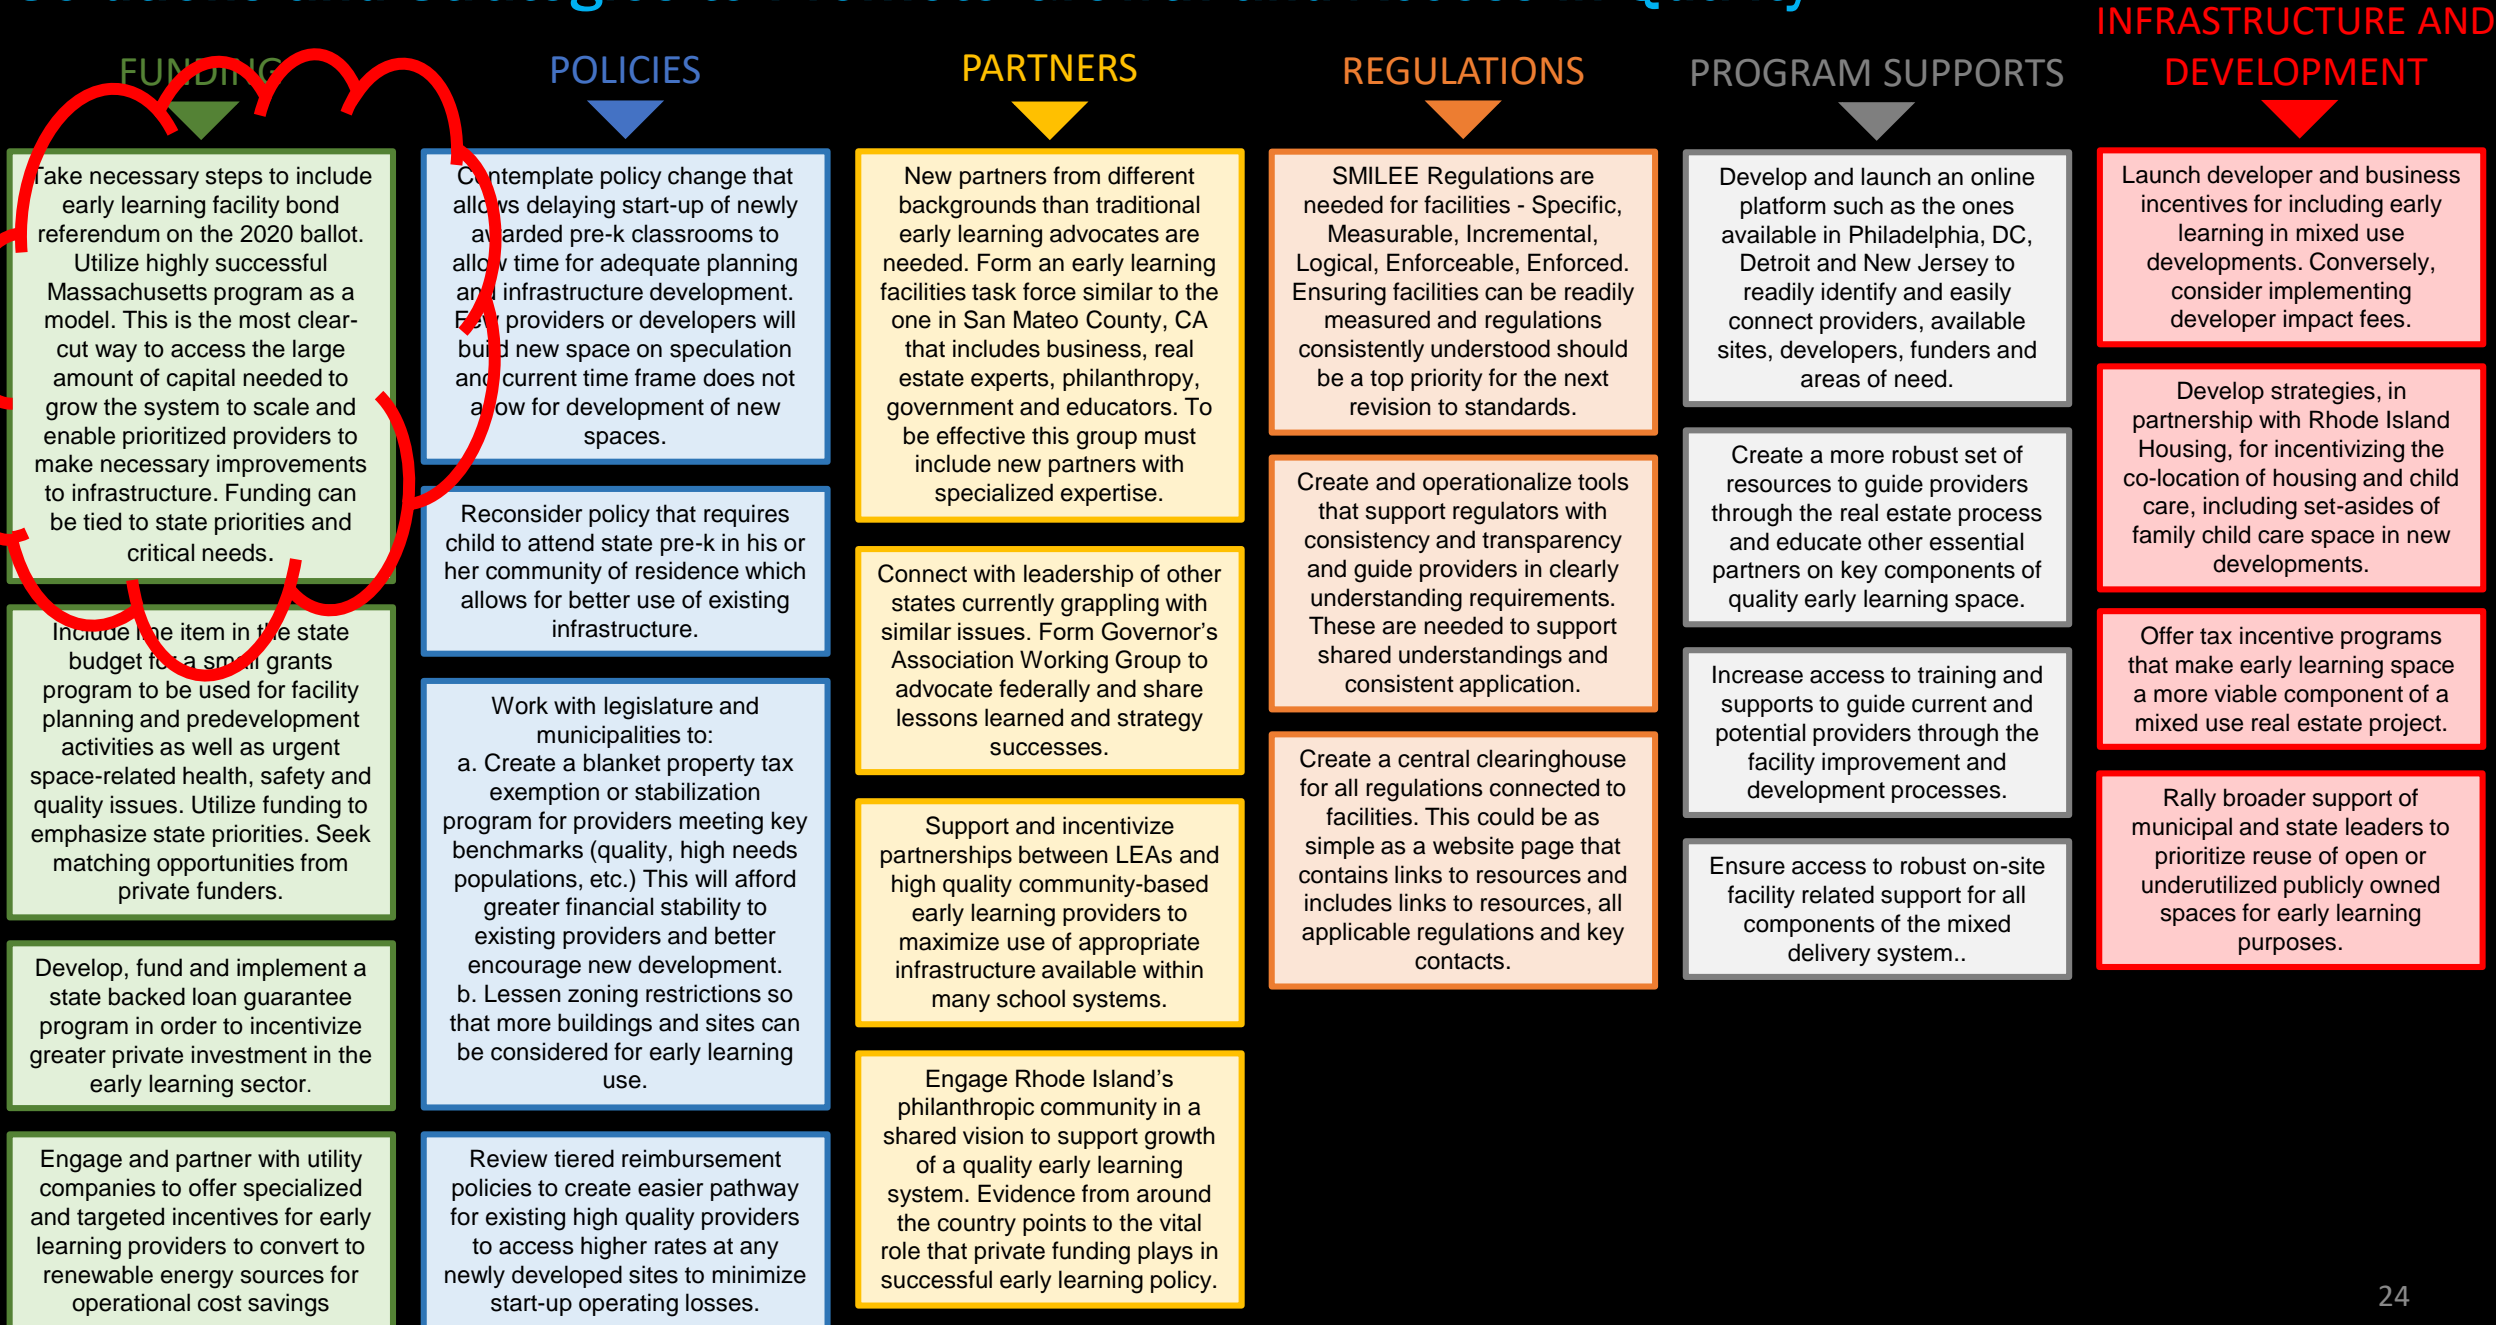 Solutions and Strategies to Promote Growth and Access in Quality
FUNDING
Take necessary steps to include
early learning facility bond
referendum on the 2020 ballot.
Utilize highly successful
Massachusetts program as a
model. This is the most clear-
cut way to access the large
amount of capital needed to
grow the system to scale and
enable prioritized providers to
make necessary improvements
to infrastructure. Funding can
be tied to state priorities and
critical needs.
Include line item in the state
budget for a small grants
program to be used for facility
planning and predevelopment
activities as well as urgent
space-related health, safety and
quality issues. Utilize funding to
emphasize state priorities. Seek
matching opportunities from
private funders.
Develop, fund and implement a
state backed loan guarantee
program in order to incentivize
greater private investment in the
early learning sector.
Engage and partner with utility
companies to offer specialized
and targeted incentives for early
learning providers to convert to
renewable energy sources for
operational cost savings
POLICIES
Contemplate policy change that
allows delaying start-up of newly
awarded pre-k classrooms to
allow time for adequate planning
and infrastructure development.
Few providers or developers will
build new space on speculation
and current time frame does not
allow for development of new
spaces.
Reconsider policy that requires
child to attend state pre-k in his or
her community of residence which
allows for better use of existing
infrastructure.
Work with legislature and
municipalities to:
a. Create a blanket property tax
exemption or stabilization
program for providers meeting key
benchmarks (quality, high needs
populations, etc.) This will afford
greater financial stability to
existing providers and better
encourage new development.
b. Lessen zoning restrictions so
that more buildings and sites can
be considered for early learning
use.
Review tiered reimbursement
policies to create easier pathway
for existing high quality providers
to access higher rates at any
newly developed sites to minimize
start-up operating losses.
PARTNERS
New partners from different
backgrounds than traditional
early learning advocates are
needed. Form an early learning
facilities task force similar to the
one in San Mateo County, CA
that includes business, real
estate experts, philanthropy,
government and educators. To
be effective this group must
include new partners with
specialized expertise.
Connect with leadership of other
states currently grappling with
similar issues. Form Governor's
Association Working Group to
advocate federally and share
lessons learned and strategy
successes.
Support and incentivize
partnerships between LEAs and
high quality community-based
early learning providers to
maximize use of appropriate
infrastructure available within
many school systems.
Engage Rhode Island's
philanthropic community in a
shared vision to support growth
of a quality early learning
system. Evidence from around
the country points to the vital
role that private funding plays in
successful early learning policy.
REGULATIONS
SMILEE Regulations are
needed for facilities - Specific,
Measurable, Incremental,
Logical, Enforceable, Enforced.
Ensuring facilities can be readily
measured and regulations
consistently understood should
be a top priority for the next
revision to standards.
Create and operationalize tools
that support regulators with
consistency and transparency
and guide providers in clearly
understanding requirements.
These are needed to support
shared understandings and
consistent application.
Create a central clearinghouse
for all regulations connected to
facilities. This could be as
simple as a website page that
contains links to resources and
includes links to resources, all
applicable regulations and key
contacts.
PROGRAM SUPPORTS
Develop and launch an online
platform such as the ones
available in Philadelphia, DC,
Detroit and New Jersey to
readily identify and easily
connect providers, available
sites, developers, funders and
areas of need.
Create a more robust set of
resources to guide providers
through the real estate process
and educate other essential
partners on key components of
quality early learning space.
Increase access to training and
supports to guide current and
potential providers through the
facility improvement and
development processes.
Ensure access to robust on-site
facility related support for all
components of the mixed
delivery system..
INFRASTRUCTURE AND
DEVELOPMENT
Launch developer and business
incentives for including early
learning in mixed use
developments. Conversely,
consider implementing
developer impact fees.
Develop strategies, in
partnership with Rhode Island
Housing, for incentivizing the
co-location of housing and child
care, including set-asides of
family child care space in new
developments.
Offer tax incentive programs
that make early learning space
a more viable component of a
mixed use real estate project.
Rally broader support of
municipal and state leaders to
prioritize reuse of open or
underutilized publicly owned
spaces for early learning
purposes.
24